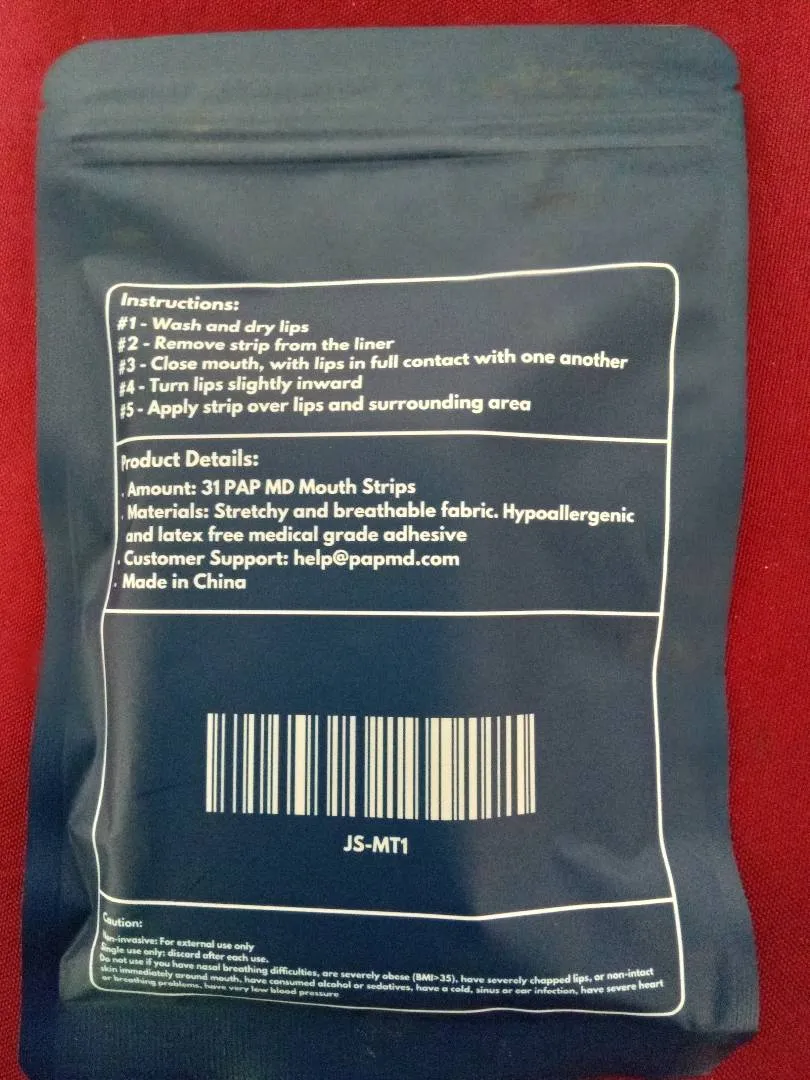 Instructions:
#1 - Wash and dry lips
#2 - Remove strip from the liner
#3 - Close mouth, with lips in full contact with one another
#4 - Turn lips slightly inward
#5 - Apply strip over lips and surrounding area
Product Details:
. Amount: 31 PAP MD Mouth Strips
. Materials: Stretchy and breathable fabric. Hypoallergenic
and latex free medical grade adhesive
. Customer Support: help@papmd.com
. Made in China
JS-MT1
Caution:
Non-invasive: For external use only
Single use only: discard after each use.
Do not use if you have nasal breathing difficulties, are severely obese (BMI>35), have severely chapped lips, or non-intact
skin immediately around mouth, have consumed alcohol or sedatives, have a cold, sinus or ear infection, have severe heart
or breathing problems, have very low blood pressure